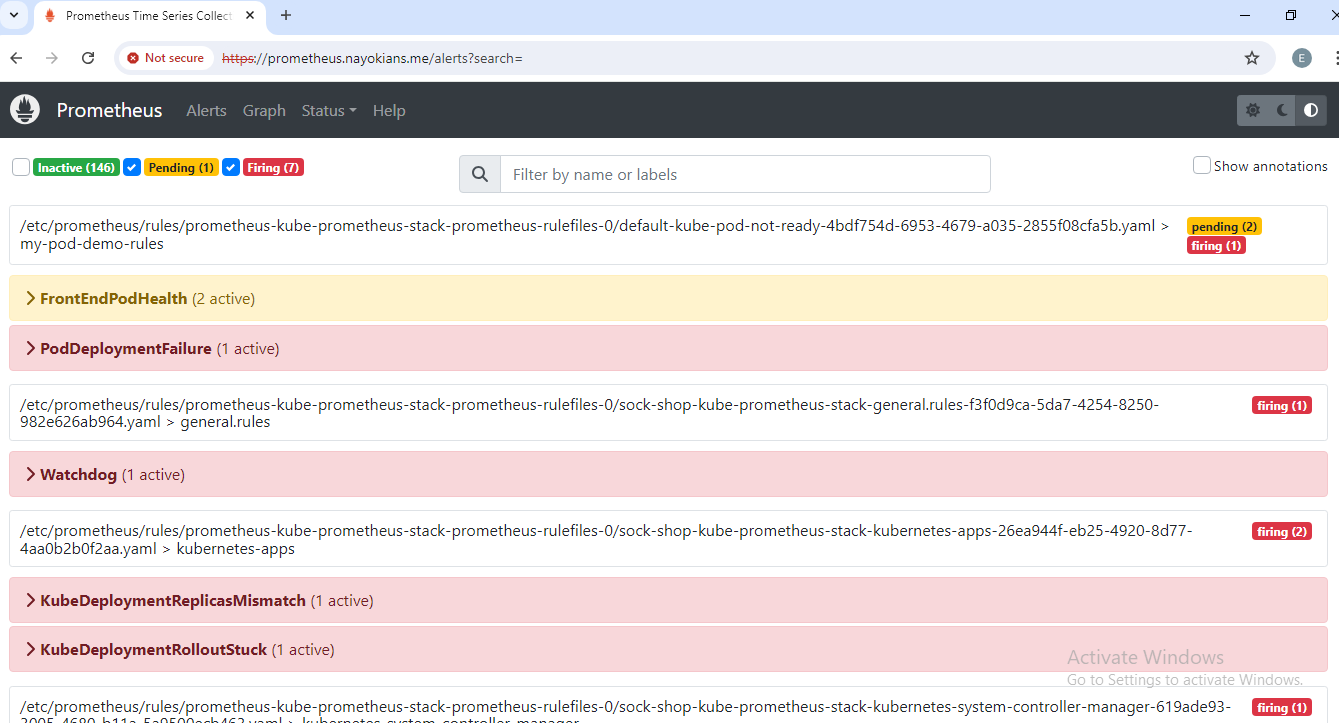 Prometheus Time Series Collect
Not secure https://prometheus.nayokians.me/alerts?search=
E
Prometheus Alerts Graph Status Help
Inactive (146) Pending (1) Firing (7)
Filter by name or labels
Show annotations
/etc/prometheus/rules/prometheus-kube-prometheus-stack-prometheus-rulefiles-0/default-kube-pod-not-ready-4bdf754d-6953-4679-a035-2855f08cfa5b.yaml >
my-pod-demo-rules
pending (2)
firing (1)
FrontEndPodHealth (2 active)
PodDeploymentFailure (1 active)
/etc/prometheus/rules/prometheus-kube-prometheus-stack-prometheus-rulefiles-0/sock-shop-kube-prometheus-stack-general.rules-f3f0d9ca-5da7-4254-8250-
982e626ab964.yaml > general.rules
firing (1)
Watchdog (1 active)
/etc/prometheus/rules/prometheus-kube-prometheus-stack-prometheus-rulefiles-0/sock-shop-kube-prometheus-stack-kubernetes-apps-26ea944f-eb25-4920-8d77-
4aa0b2b0f2aa.yaml > kubernetes-apps
firing (2)
KubeDeploymentReplicasMismatch (1 active)
KubeDeploymentRolloutStuck (1 active)
Activate Windows
Go to Settings to activate Windows.
/etc/prometheus/rules/prometheus-kube-prometheus-stack-prometheus-rulefiles-0/sock-shop-kube-prometheus-stack-kubernetes-system-controller-manager-619ade93-
firing (1)